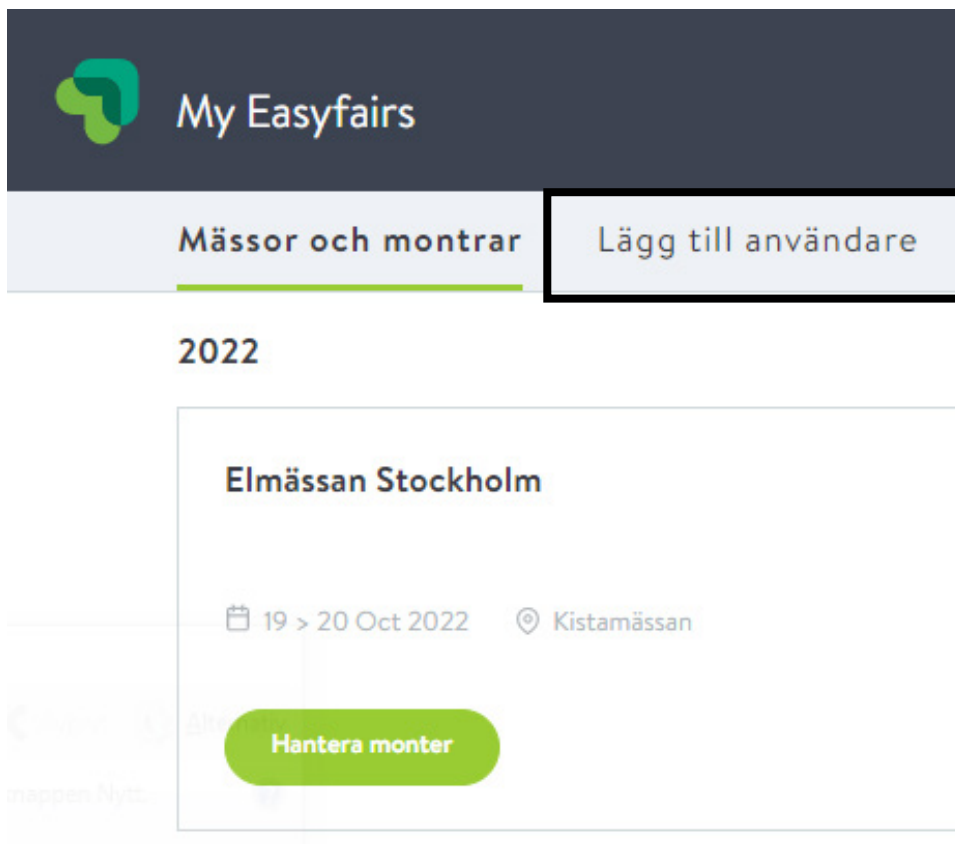 My Easyfairs
Mässor och montrar Lägg till användare
2022
Elmässan Stockholm
19 > 20 Oct 2022 Kistamässan
Hantera monter